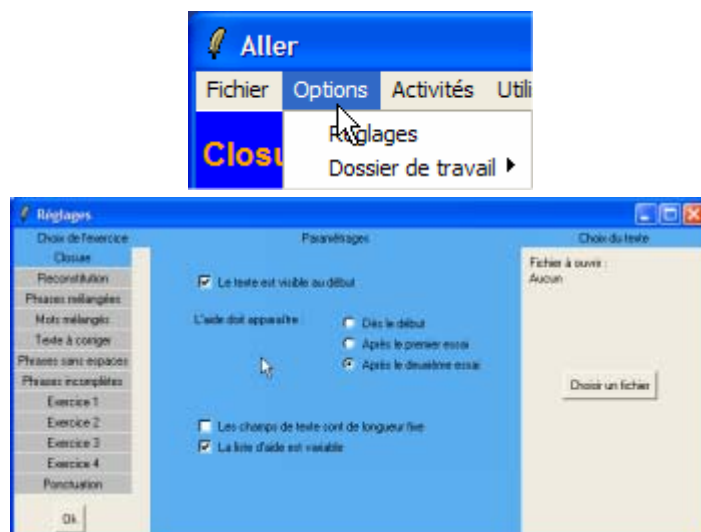 Aller
Fichier Options Activités Utili
Closu
Réglages
Dossier de travail
Réglages
Choix de l'exercice Paramétrages Choix du texte
Closure
Reconstitution
Phrases mélangées
Mots mélangés
Texte à corriger
Phrases sans espaces
Phrases incomplètes
Exercice 1
Exercice 2
Exercice 3
Exercice 4
Ponctuation
Ok
Le texte est visible au début
L'aide doit apparaître :
Dès le début
Après le premier essai
Après le deuxième essai
Les champs de texte sont de longueur fixe
La liste d'aide est variable
Fichier à ouvrir :
Aucun
Choisir un fichier